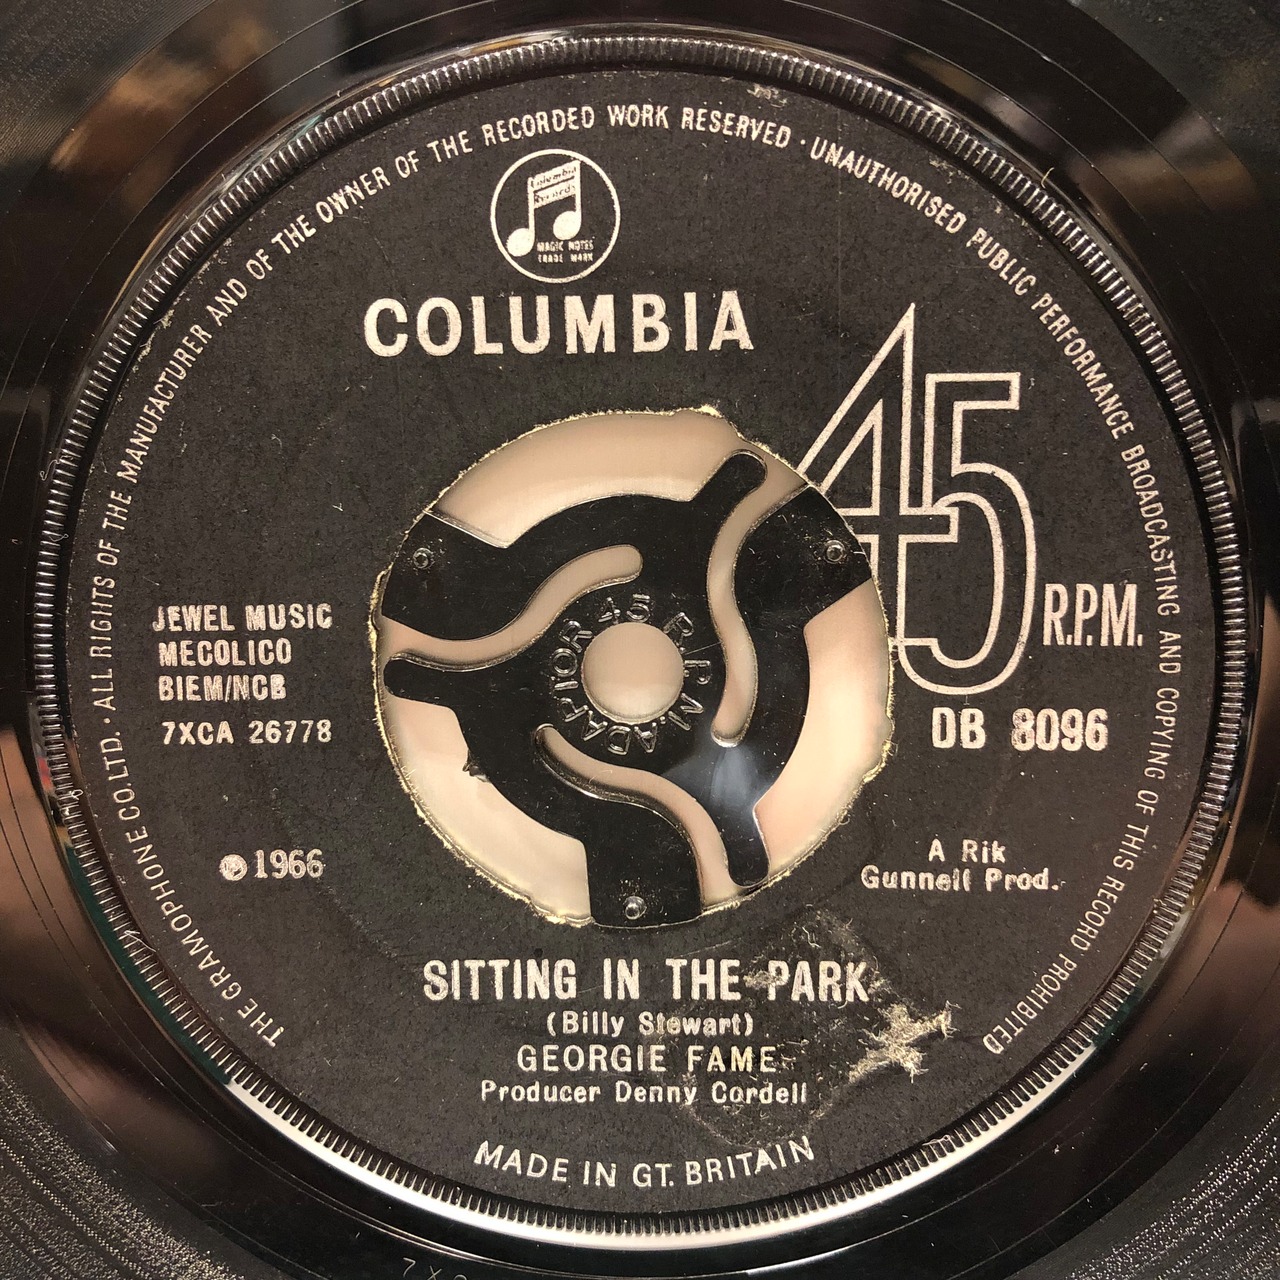 THE GRAMOPHONE CO. LTD. · ALL RIGHTS OF THE MANUFACTURER AND OF THE OWNER OF THE RECORDED WORK RESERVED · UNAUTHORISED PUBLIC PERFORMANCE BROADCASTING AND COPYING OF THIS RECORD PROHIBITED
Columbia
Records
MAGIC NOTES
TRADE MARK
COLUMBIA
45 R.P.M.
JEWEL MUSIC
MECOLICO
BIEM/NCB
7XCA 26778
℗1966
45 R.P.M. ADAPTOR
DB 8096
A Rik
Gunnell Prod.
SITTING IN THE PARK
(Billy Stewart)
GEORGIE FAME
Producer Denny Cordell
MADE IN GT. BRITAIN